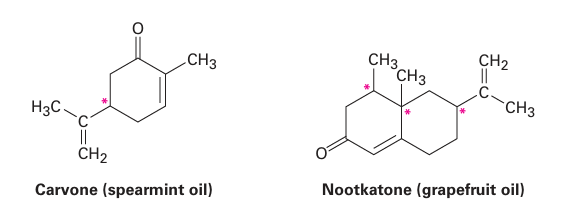 O
CH3
*
H3C
C
CH2
Carvone (spearmint oil)
CH3
CH3
CH2
C
CH3
*
*
*
O
Nootkatone (grapefruit oil)